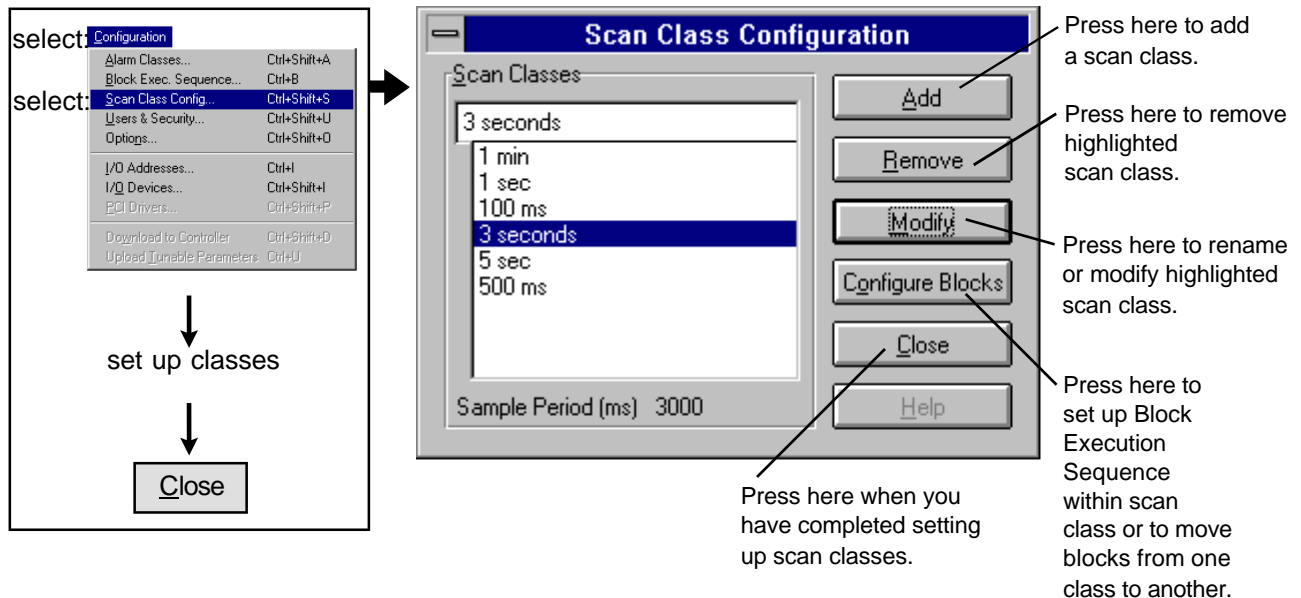 select:
Configuration
Alarm Classes... Ctrl+Shift+A
Block Exec. Sequence... Ctrl+B
select:
Scan Class Config... Ctrl+Shift+S
Users & Security... Ctrl+Shift+U
Options... Ctrl+Shift+O
I/O Addresses... Ctrl+I
I/O Devices... Ctrl+Shift+I
PCI Drivers... Ctrl+Shift+P
Download to Controller Ctrl+Shift+D
Upload Tunable Parameters Ctrl+U
set up classes
Close
Scan Class Configuration
Scan Classes
3 seconds
1 min
1 sec
100 ms
3 seconds
5 sec
500 ms
Sample Period (ms) 3000
Add
Remove
Modify
Configure Blocks
Close
Help
Press here to add
a scan class.
Press here to remove
highlighted
scan class.
Press here to rename
or modify highlighted
scan class.
Press here to
set up Block
Execution
Sequence
within scan
class or to move
blocks from one
class to another.
Press here when you
have completed setting
up scan classes.